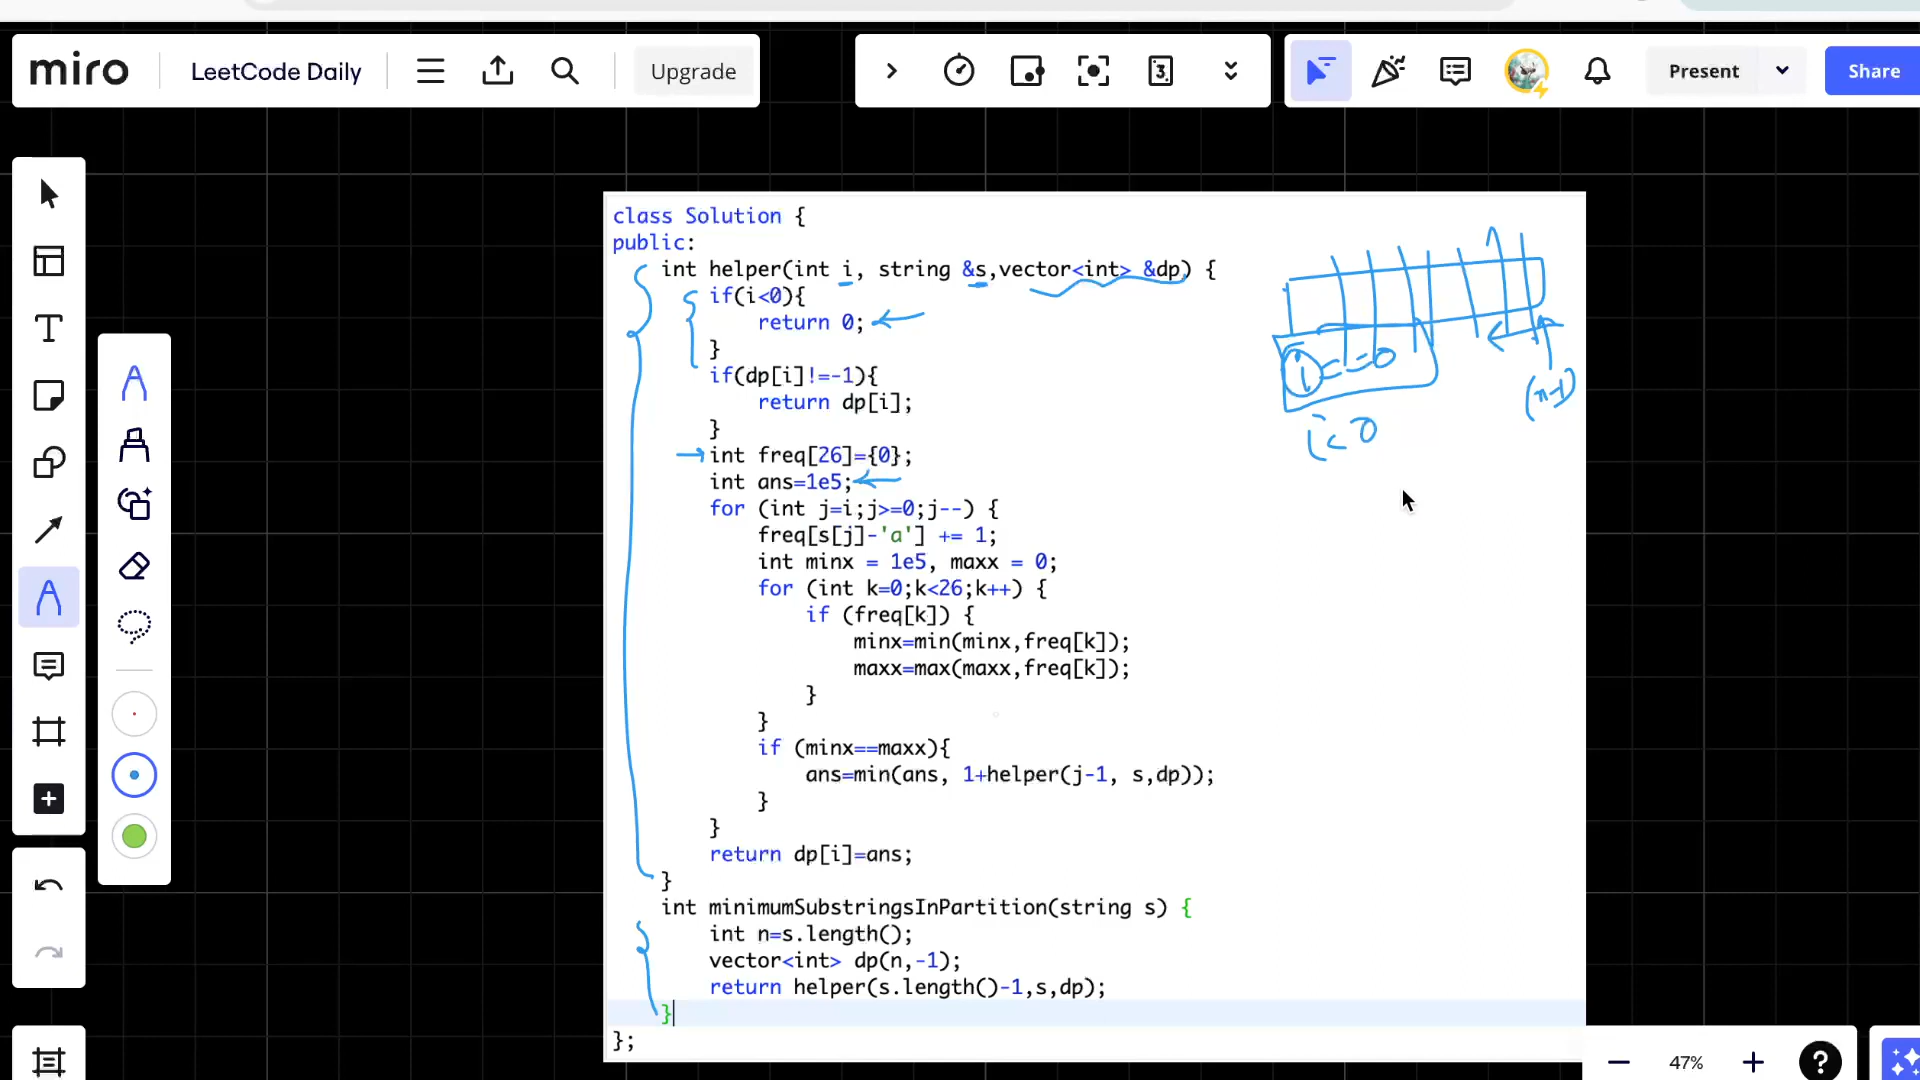 miro
LeetCode Daily
Upgrade
3
Present
Share
class Solution {
public:
int helper(int i, string &s,vector<int> &dp) {
if(i<0){
return 0;
}
if(dp[i]!=-1){
return dp[i];
}
int freq[26]={0};
int ans=1e5;
for (int j=i;j>=0;j--) {
freq[s[j]-'a'] += 1;
int minx = 1e5, maxx = 0;
for (int k=0;k<26;k++) {
if (freq[k]) {
minx=min(minx,freq[k]);
maxx=max(maxx,freq[k]);
}
}
if (minx==maxx){
ans=min(ans, 1+helper(j-1, s,dp));
}
}
return dp[i]=ans;
}
int minimumSubstringsInPartition(string s) {
int n=s.length();
vector<int> dp(n,-1);
return helper(s.length()-1,s,dp);
}
};
i==0
(n-1)
i<0
47%